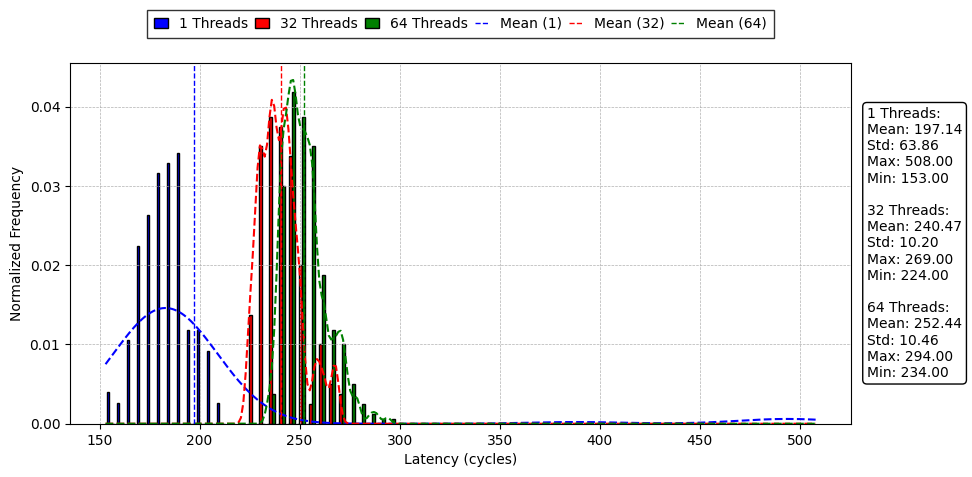 1 Threads 32 Threads 64 Threads Mean (1) Mean (32) Mean (64)
Normalized Frequency
0.04
0.03
0.02
0.01
0.00
150 200 250 300 350 400 450 500
Latency (cycles)
1 Threads:
Mean: 197.14
Std: 63.86
Max: 508.00
Min: 153.00
32 Threads:
Mean: 240.47
Std: 10.20
Max: 269.00
Min: 224.00
64 Threads:
Mean: 252.44
Std: 10.46
Max: 294.00
Min: 234.00